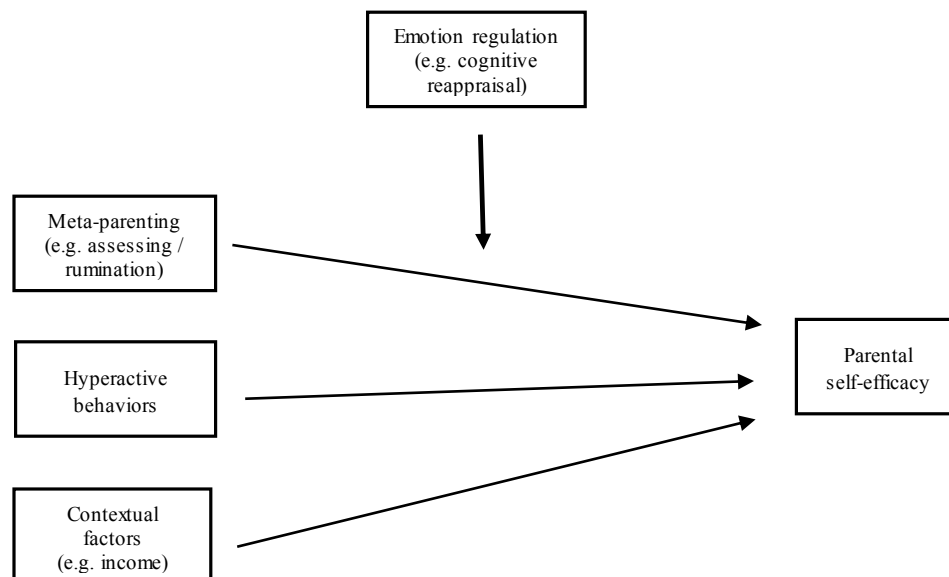 Emotion regulation
(e.g. cognitive
reappraisal)
Meta-parenting
(e.g. assessing /
rumination)
Hyperactive
behaviors
Parental
self-efficacy
Contextual
factors
(e.g. income)